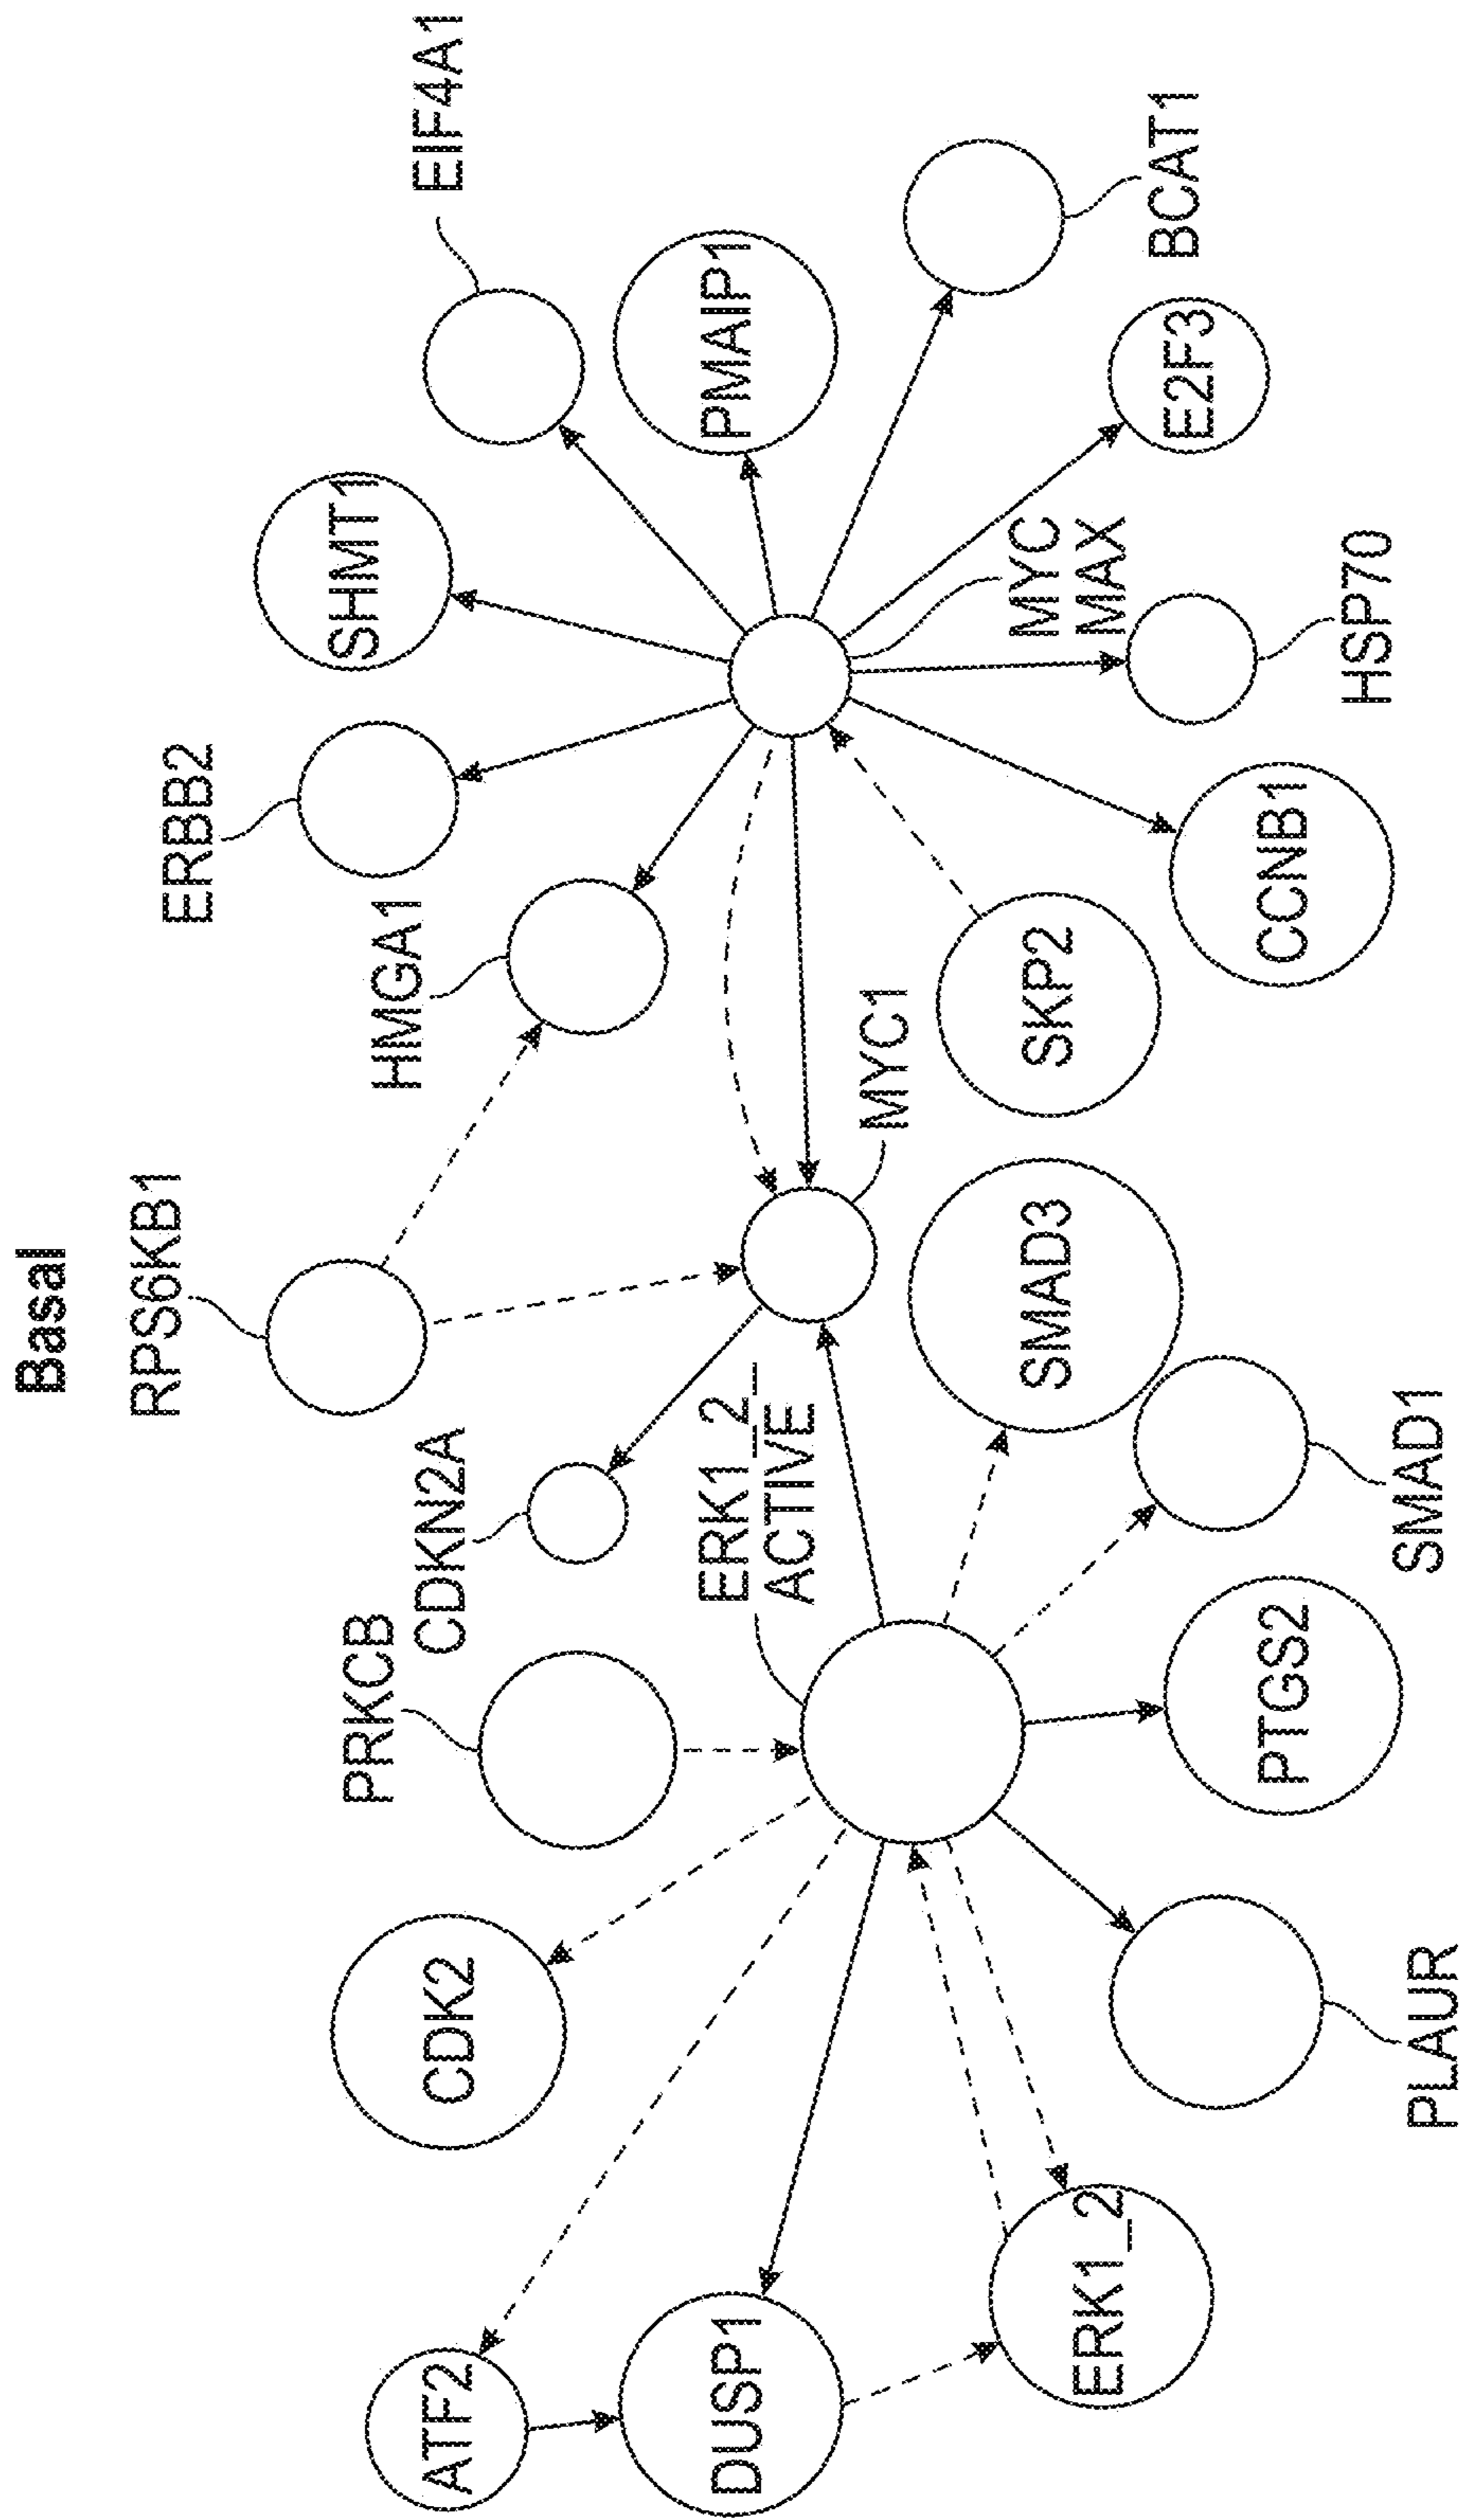 Basal
RPS6KB1
ERBB2
SHMT1
EIF4A1
HMGA1
PMAIP1
CDKN2A
PRKCB
CDK2
ATF2
ERK1_2_
ACTIVE
MYC1
MYC
MAX
BCAT1
E2F3
HSP70
CCNB1
SKP2
SMAD3
SMAD1
PTGS2
DUSP1
ERK1_2
PLAUR